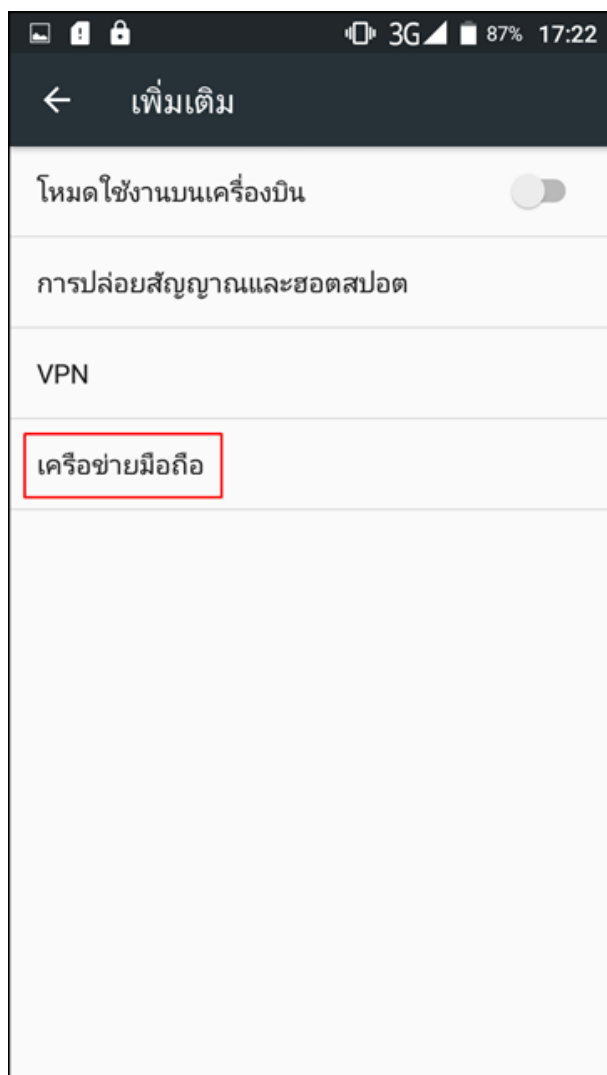 3G 87% 17:22
เพิ่มเติม
โหมดใช้งานบนเครื่องบิน
การปล่อยสัญญาณและฮอตสปอต
VPN
เครือข่ายมือถือ